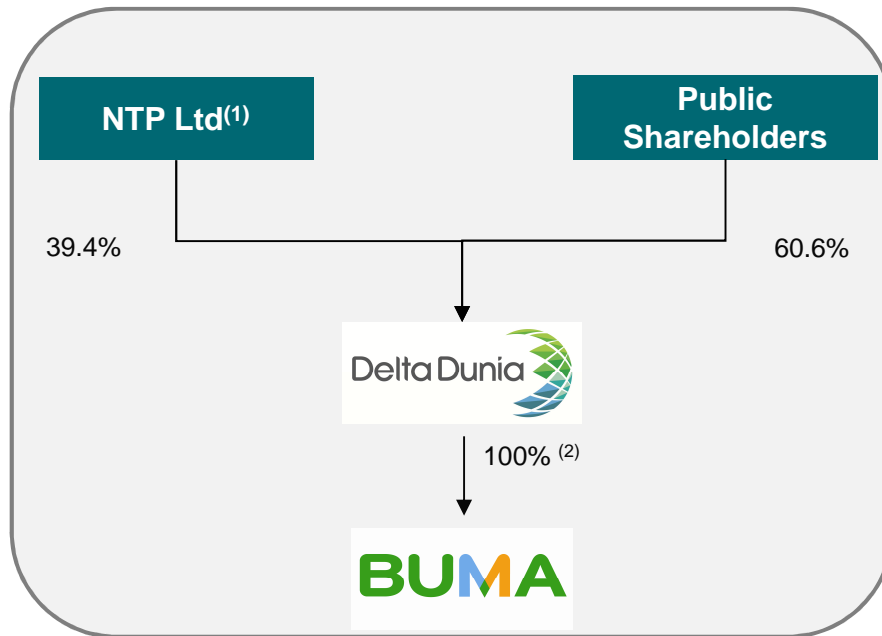 NTP Ltd(1)
Public
Shareholders
39.4%
60.6%
Delta Dunia
100% (2)
BUMA